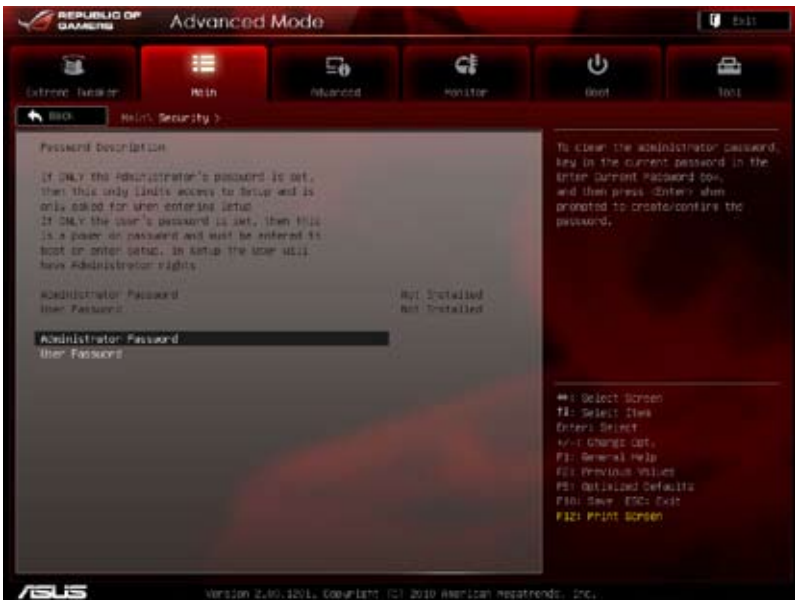 REPUBLIC OF
GAMERS
Advanced Mode
Exit
Extreme Tweaker
Main
Advanced
Monitor
Boot
Tool
Back
Main\ Security >
Password Description
If ONLY the Administrator's password is set,
then this only limits access to Setup and is
only asked for when entering Setup
If ONLY the User's password is set, then this
is a power on password and must be entered to
boot or enter Setup. In Setup the User will
have Administrator rights
Administrator Password Not Installed
User Password Not Installed
Administrator Password
User Password
To clear the administrator password,
key in the current password in the
Enter Current Password box,
and then press <Enter> when
prompted to create/confirm the
password.
: Select Screen
: Select Item
Enter: Select
+/-: Change Opt.
F1: General Help
F2: Previous Values
F5: Optimized Defaults
F10: Save ESC: Exit
F12: Print Screen
ASUS
Version 2.00.1201. Copyright (C) 2010 American Megatrends, Inc.